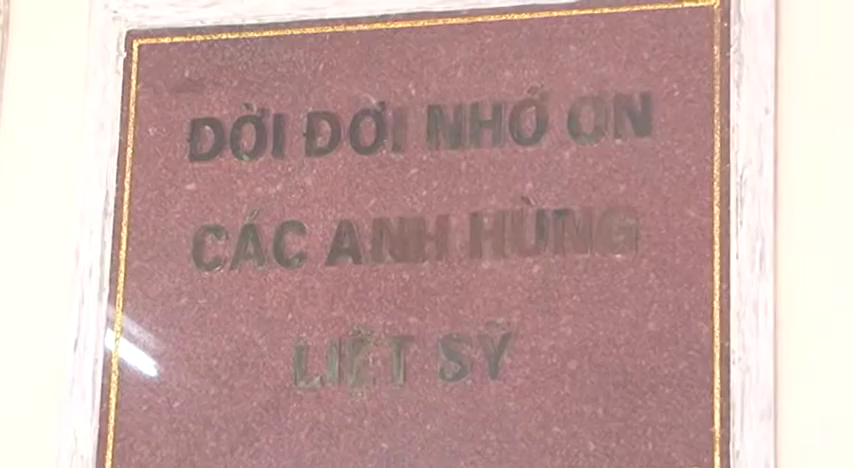 ĐỜI ĐỜI NHỚ ƠN
CÁC ANH HÙNG
LIỆT SỸ